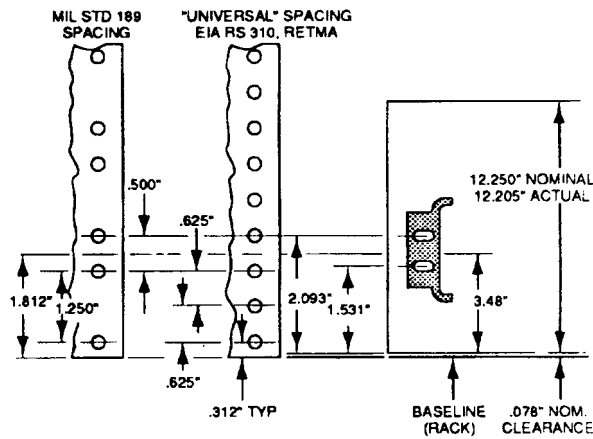 MIL STD 189
SPACING
"UNIVERSAL" SPACING
EIA RS 310, RETMA
12.250" NOMINAL
12.205" ACTUAL
.500"
.625"
1.812"
1.250"
2.093"
1.531"
3.48"
.625"
.312" TYP
BASELINE
(RACK)
.078" NOM.
CLEARANCE